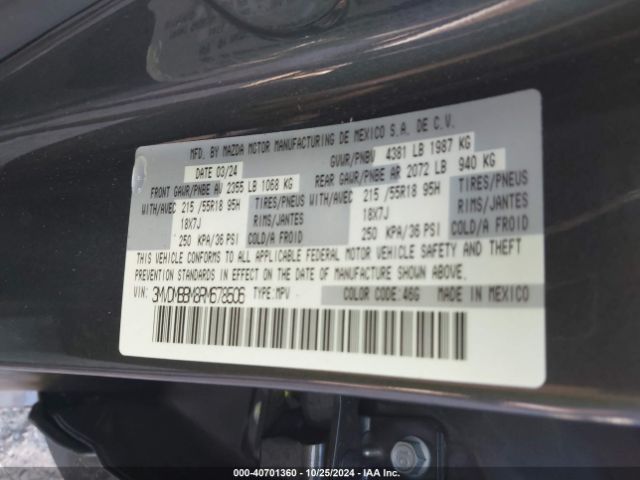 MFD. BY MAZDA MOTOR MANUFACTURING DE MEXICO S.A. DE C.V.
DATE 03/24 GVWR/PNBV 4381 LB 1987 KG
FRONT GAWR/PNBE AV 2355 LB 1068 KG REAR GAWR/PNBE AR 2072 LB 940 KG
WITH/AVEC 215 /55R18 95H TIRES/PNEUS WITH/AVEC 215 /55R18 95H TIRES/PNEUS
18X7J RIMS/JANTES 18X7J RIMS/JANTES
250 KPA/36 PSI COLD/A FROID 250 KPA/36 PSI COLD/A FROID
THIS VEHICLE CONFORMS TO ALL APPLICABLE FEDERAL MOTOR VEHICLE SAFETY AND THEFT
PREVENTION STANDARDS IN EFFECT ON THE DATE OF MANUFACTURE SHOWN ABOVE.
VIN: TYPE: MPV COLOR CODE: 46G MADE IN MEXICO
000-40701360 - 10/25/2024 - IAA Inc.